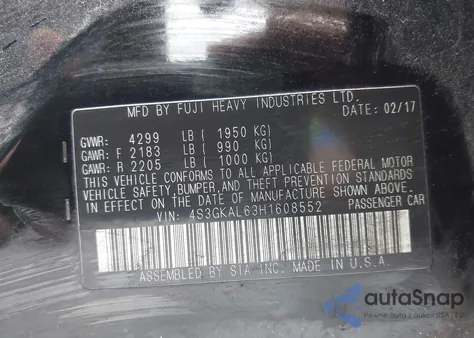 MFD BY FUJI HEAVY INDUSTRIES LTD.
DATE: 02/17
GVWR: 4299 LB ( 1950 KG)
GAWR: F 2183 LB ( 990 KG)
GAWR: R 2205 LB ( 1000 KG)
THIS VEHICLE CONFORMS TO ALL APPLICABLE FEDERAL MOTOR
VEHICLE SAFETY, BUMPER, AND THEFT PREVENTION STANDARDS
IN EFFECT ON THE DATE OF MANUFACTURE SHOWN ABOVE.
VIN: 4S3GKAL63H1608552 PASSENGER CAR
ASSEMBLED BY SIA-INC. MADE IN U.S.A.
autoSnap